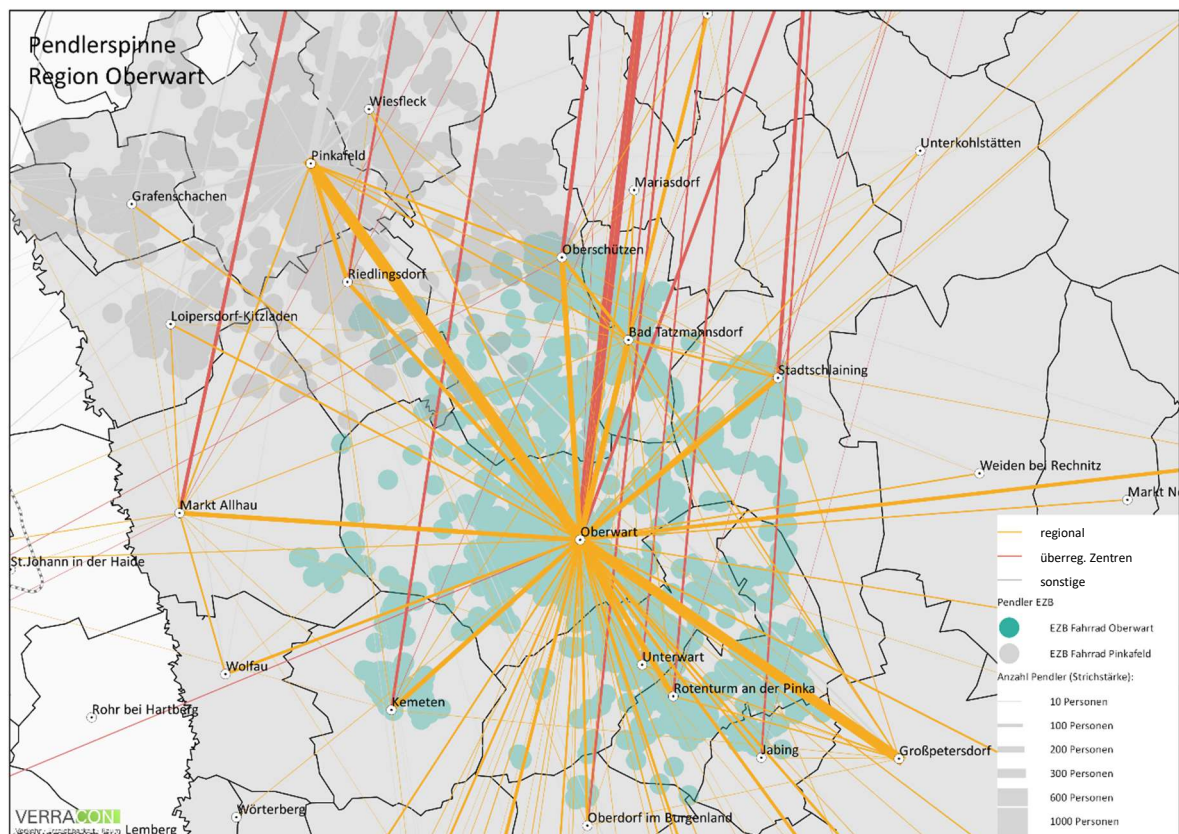 Pendlerspinne
Region Oberwart
Wiesfleck
Unterkohlstätten
Pinkafeld
Mariasdorf
Grafenschachen
Oberschützen
Riedlingsdorf
Loipersdorf-Kitzladen
Bad Tatzmannsdorf
Stadtschlaining
Weiden bei Rechnitz
Markt Allhau
Markt Ne
Oberwart
St.Johann in der Haide
Unterwart
Wolfau
Rotenturm an der Pinka
Kemeten
Rohr bei Hartberg
Jabing
Großpetersdorf
Wörterberg
Oberdorf im Burgenland
Lemberg
VERRACON
regional
überreg. Zentren
sonstige
Pendler EZB
EZB Fahrrad Oberwart
EZB Fahrrad Pinkafeld
Anzahl Pendler (Strichstärke):
10 Personen
100 Personen
200 Personen
300 Personen
600 Personen
1000 Personen